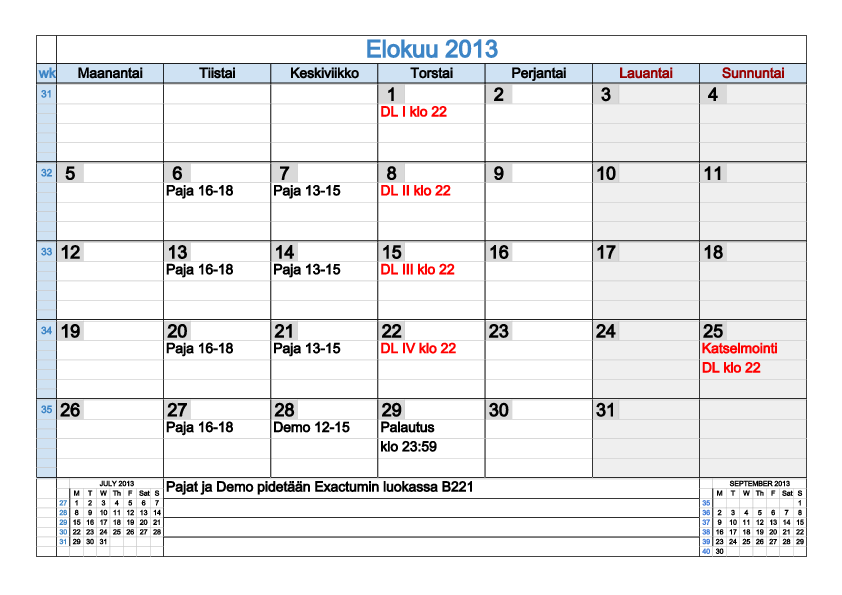 Elokuu 2013
wk Maanantai Tiistai Keskiviikko Torstai Perjantai Lauantai Sunnuntai
31 1 2 3 4
DL I klo 22
32 5 6 7 8 9 10 11
Paja 16-18 Paja 13-15 DL II klo 22
33 12 13 14 15 16 17 18
Paja 16-18 Paja 13-15 DL III klo 22
34 19 20 21 22 23 24 25
Paja 16-18 Paja 13-15 DL IV klo 22 Katselmointi
DL klo 22
35 26 27 28 29 30 31
Paja 16-18 Demo 12-15 Palautus
klo 23:59
JULY 2013
M T W Th F Sat S
27 1 2 3 4 5 6 7
28 8 9 10 11 12 13 14
29 15 16 17 18 19 20 21
30 22 23 24 25 26 27 28
31 29 30 31
Pajat ja Demo pidetään Exactumin luokassa B221
SEPTEMBER 2013
M T W Th F Sat S
35 1
36 2 3 4 5 6 7 8
37 9 10 11 12 13 14 15
38 16 17 18 19 20 21 22
39 23 24 25 26 27 28 29
40 30